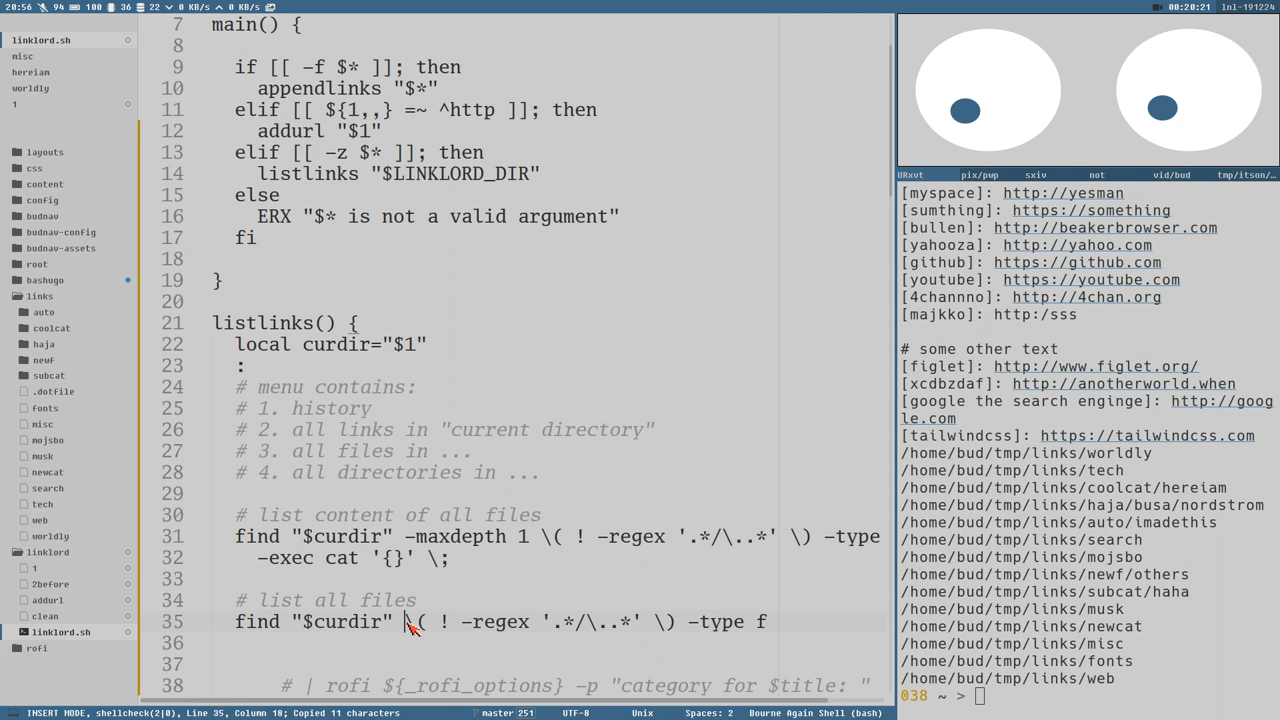 20:56 94 100 36 22 0 KB/s 0 KB/s
00:20:21 lnl-191224
linklord.sh
misc
hereiam
worldly
1
layouts
css
content
config
budnav
budnav-config
budnav-assets
root
bashugo
links
auto
coolcat
haja
newf
subcat
.dotfile
fonts
misc
mojsbo
musk
newcat
search
tech
web
worldly
linklord
1
2before
addurl
clean
linklord.sh
rofi
7 main() {
8
9 if [[ -f $* ]]; then
10 appendlinks "$*"
11 elif [[ ${1,,} =~ ^http ]]; then
12 addurl "$1"
13 elif [[ -z $* ]]; then
14 listlinks "$LINKLORD_DIR"
15 else
16 ERX "$* is not a valid argument"
17 fi
18
19 }
20
21 listlinks() {
22 local curdir="$1"
23 :
24 # menu contains:
25 # 1. history
26 # 2. all links in "current directory"
27 # 3. all files in ...
28 # 4. all directories in ...
29
30 # list content of all files
31 find "$curdir" -maxdepth 1 \( ! -regex '.*/\..*' \) -type
32 -exec cat '{}' \;
33
34 # list all files
35 find "$curdir" \( ! -regex '.*/\..*' \) -type f
36
37
38 # | rofi ${_rofi_options} -p "category for $title: "
INSERT MODE, shellcheck(2|0), Line 35, Column 18; Copied 11 characters
master 251 UTF-8 Unix Spaces: 2 Bourne Again Shell (bash)
URxvt pix/pwp sxiv not vid/bud tmp/itson/…
[myspace]: http://yesman
[sumthing]: https://something
[bullen]: http://beakerbrowser.com
[yahooza]: http://yahoo.com
[github]: https://github.com
[youtube]: https://youtube.com
[4channno]: http://4chan.org
[majkko]: http:/sss
# some other text
[figlet]: http://www.figlet.org/
[xcdbzdaf]: http://anotherworld.when
[google the search enginge]: http://goog
le.com
[tailwindcss]: https://tailwindcss.com
/home/bud/tmp/links/worldly
/home/bud/tmp/links/tech
/home/bud/tmp/links/coolcat/hereiam
/home/bud/tmp/links/haja/busa/nordstrom
/home/bud/tmp/links/auto/imadethis
/home/bud/tmp/links/search
/home/bud/tmp/links/mojsbo
/home/bud/tmp/links/newf/others
/home/bud/tmp/links/subcat/haha
/home/bud/tmp/links/musk
/home/bud/tmp/links/newcat
/home/bud/tmp/links/misc
/home/bud/tmp/links/fonts
/home/bud/tmp/links/web
038 ~ >